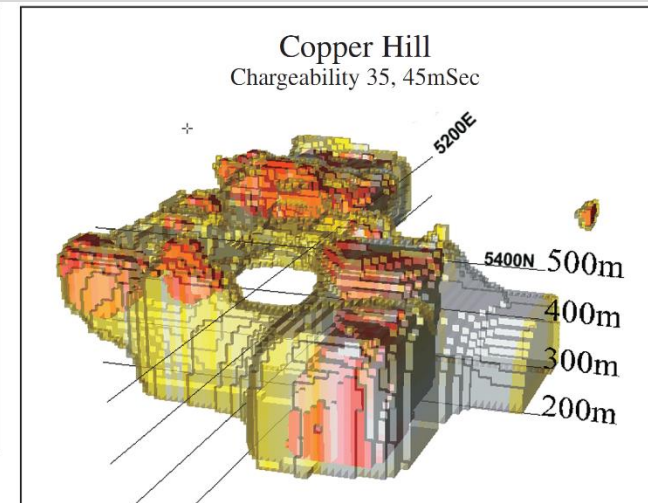 Copper Hill
Chargeability 35, 45mSec
5200E
5400N
500m
400m
300m
200m